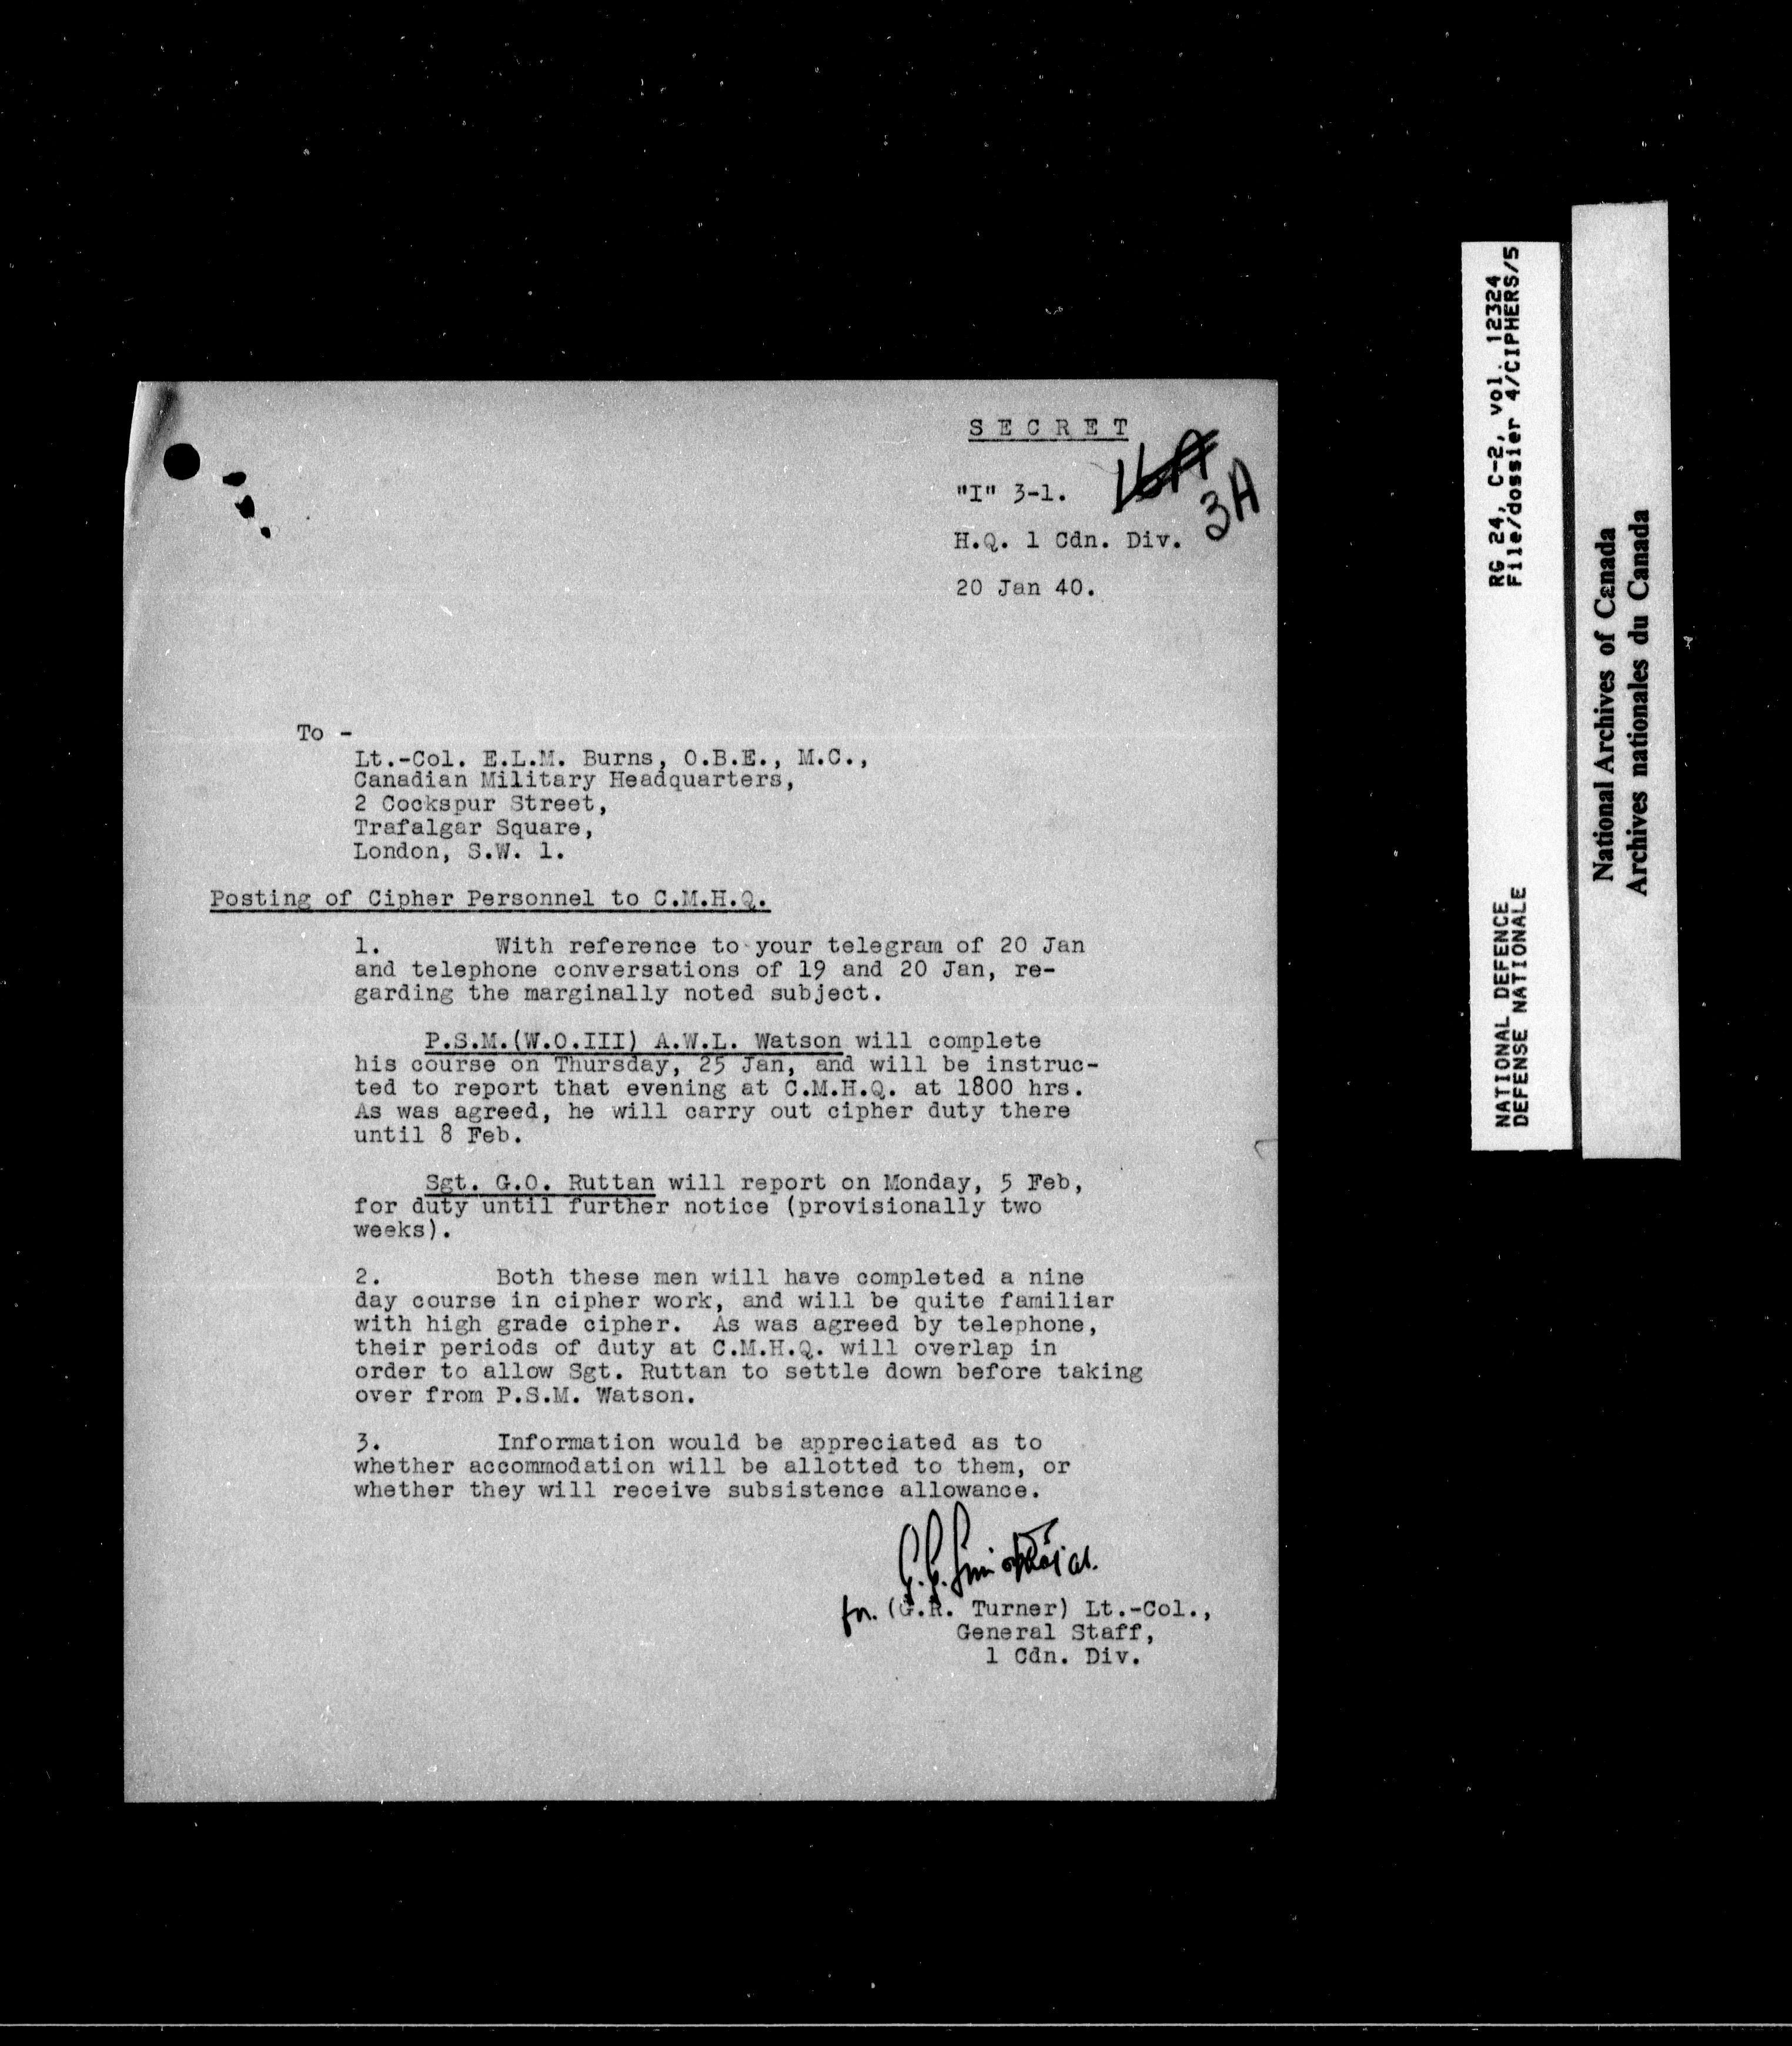 S E C R E T
"I" 3-1.
3A
H.Q. 1 Cdn. Div.
20 Jan 40.
To -
Lt.-Col. E.L.M. Burns, O.B.E., M.C.,
Canadian Military Headquarters,
2 Cockspur Street,
Trafalgar Square,
London, S.W. 1.
Posting of Cipher Personnel to C.M.H.Q.
1. With reference to your telegram of 20 Jan
and telephone conversations of 19 and 20 Jan, re-
garding the marginally noted subject.
P.S.M.(W.O.III) A.W.L. Watson will complete
his course on Thursday, 25 Jan, and will be instruc-
ted to report that evening at C.M.H.Q. at 1800 hrs.
As was agreed, he will carry out cipher duty there
until 8 Feb.
Sgt. G.O. Ruttan will report on Monday, 5 Feb,
for duty until further notice (provisionally two
weeks).
2. Both these men will have completed a nine
day course in cipher work, and will be quite familiar
with high grade cipher. As was agreed by telephone,
their periods of duty at C.M.H.Q. will overlap in
order to allow Sgt. Ruttan to settle down before taking
over from P.S.M. Watson.
3. Information would be appreciated as to
whether accommodation will be allotted to them, or
whether they will receive subsistence allowance.
for (G.R. Turner) Lt.-Col.,
General Staff,
1 Cdn. Div.
RG 24, C-2, vol. 12324
File/dossier 4/CIPHERS/5
NATIONAL DEFENCE
DEFENSE NATIONALE
National Archives of Canada
Archives nationales du Canada